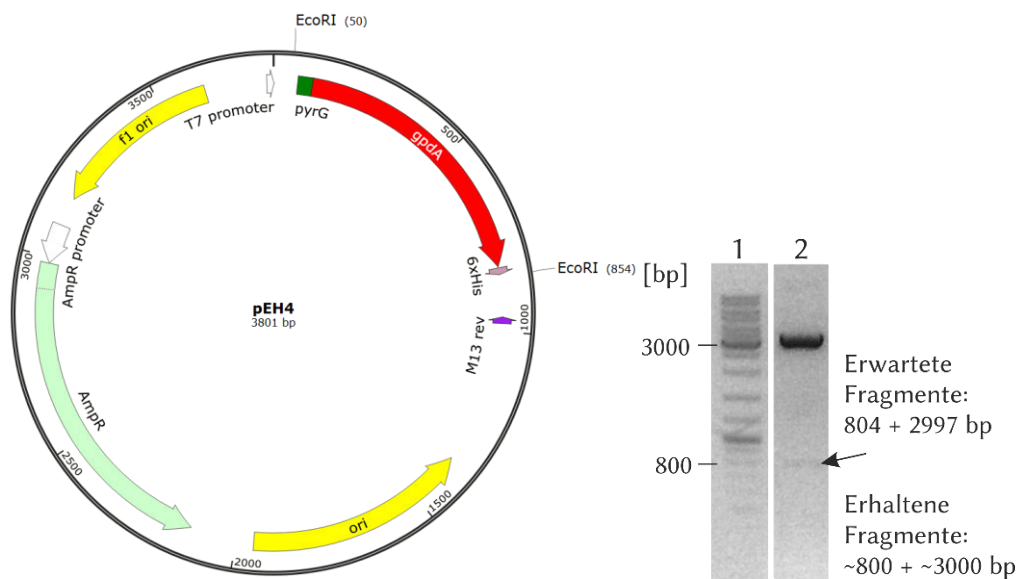 EcoRI (50)
T7 promoter
pyrG
gpdA
500
6xHis
EcoRI (854)
M13 rev
1000
1500
ori
2000
2500
AmpR
AmpR promoter
3000
f1 ori
3500
pEH4
3801 bp
1 2
[bp]
3000
800
Erwartete
Fragmente:
804 + 2997 bp
Erhaltene
Fragmente:
~800 + ~3000 bp